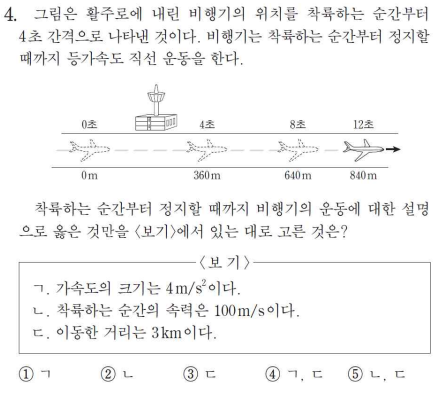 4. 그림은 활주로에 내린 비행기의 위치를 착륙하는 순간부터
4초 간격으로 나타낸 것이다. 비행기는 착륙하는 순간부터 정지할
때까지 등가속도 직선 운동을 한다.
0초 4초 8초 12초
0m 360m 640m 840m
착륙하는 순간부터 정지할 때까지 비행기의 운동에 대한 설명
으로 옳은 것만을 <보기>에서 있는 대로 고른 것은?
<보기>
ㄱ. 가속도의 크기는 4m/s²이다.
ㄴ. 착륙하는 순간의 속력은 100m/s이다.
ㄷ. 이동한 거리는 3km이다.
① ㄱ ② ㄴ ③ ㄷ ④ ㄱ, ㄷ ⑤ ㄴ, ㄷ